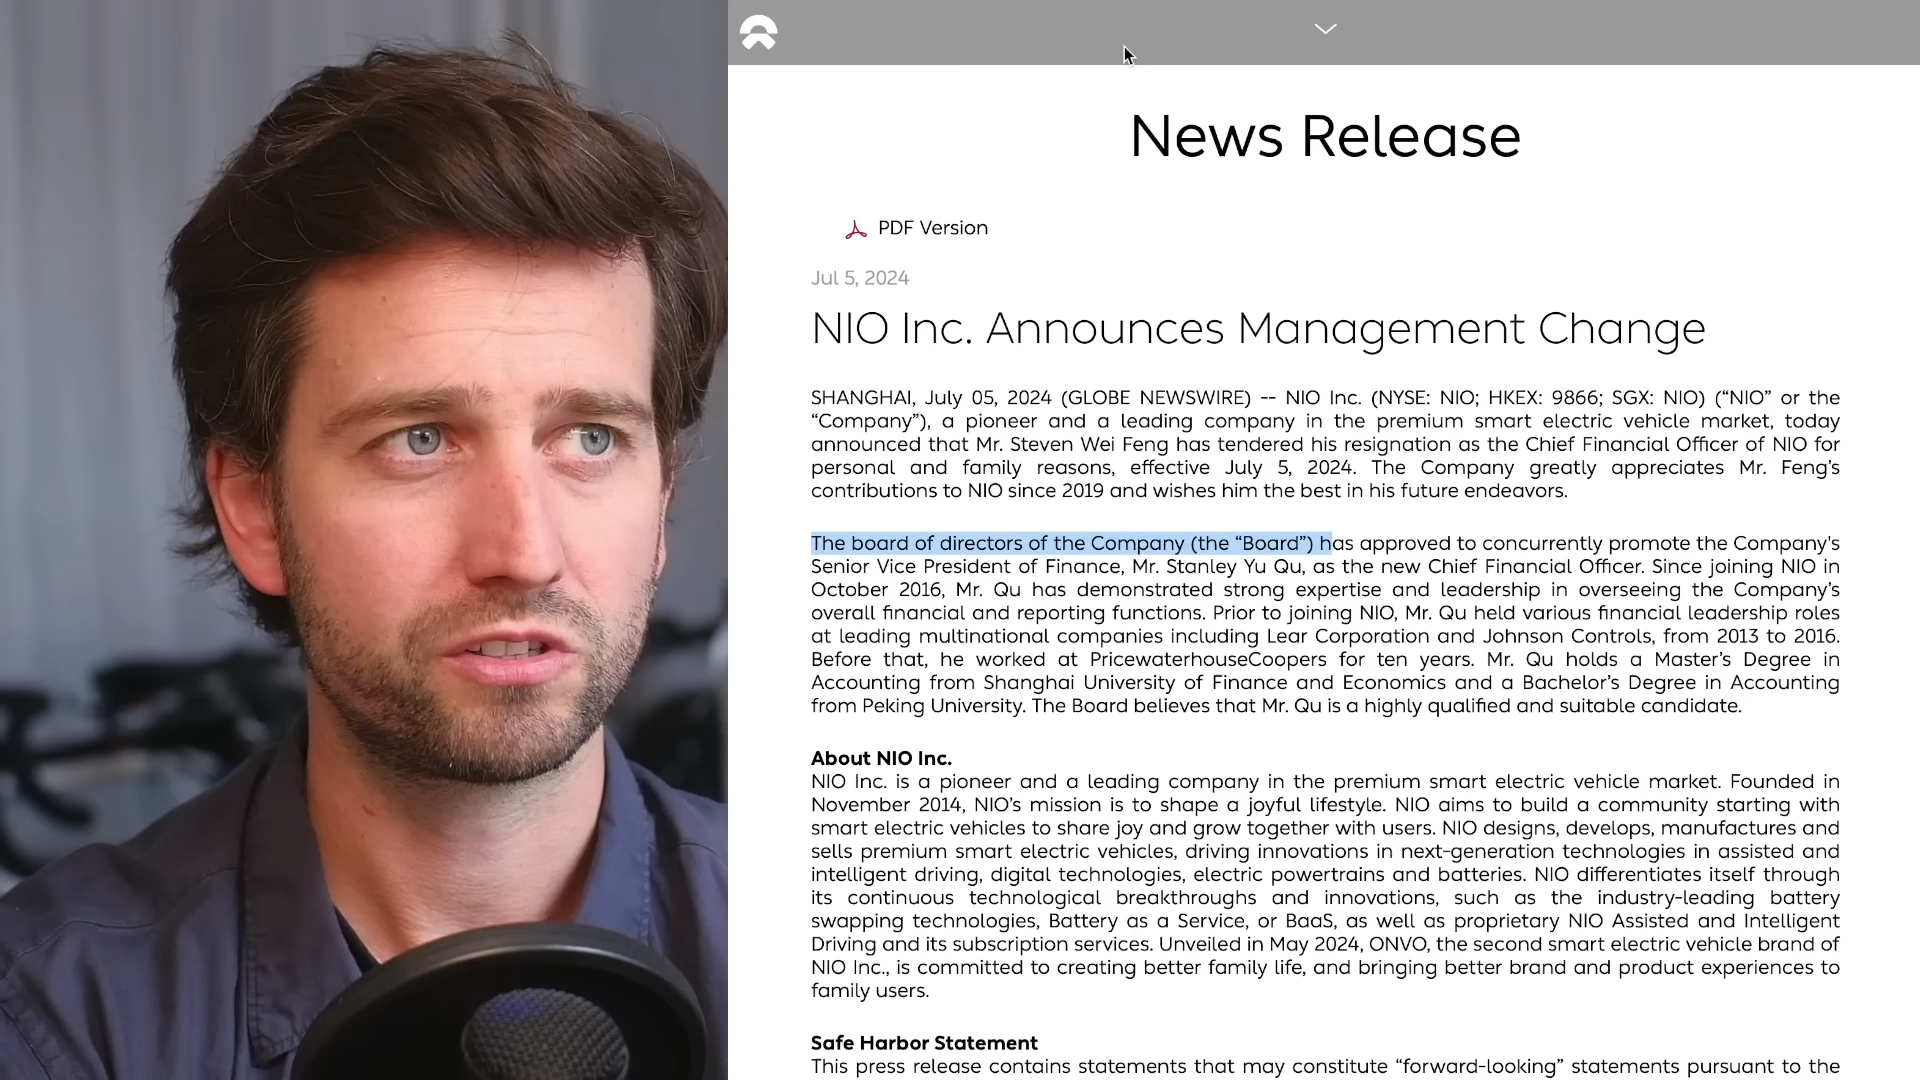 News Release
PDF Version
Jul 5, 2024
NIO Inc. Announces Management Change
SHANGHAI, July 05, 2024 (GLOBE NEWSWIRE) -- NIO Inc. (NYSE: NIO; HKEX: 9866; SGX: NIO) (“NIO” or the
“Company”), a pioneer and a leading company in the premium smart electric vehicle market, today
announced that Mr. Steven Wei Feng has tendered his resignation as the Chief Financial Officer of NIO for
personal and family reasons, effective July 5, 2024. The Company greatly appreciates Mr. Feng’s
contributions to NIO since 2019 and wishes him the best in his future endeavors.
The board of directors of the Company (the “Board”) has approved to concurrently promote the Company's
Senior Vice President of Finance, Mr. Stanley Yu Qu, as the new Chief Financial Officer. Since joining NIO in
October 2016, Mr. Qu has demonstrated strong expertise and leadership in overseeing the Company’s
overall financial and reporting functions. Prior to joining NIO, Mr. Qu held various financial leadership roles
at leading multinational companies including Lear Corporation and Johnson Controls, from 2013 to 2016.
Before that, he worked at PricewaterhouseCoopers for ten years. Mr. Qu holds a Master’s Degree in
Accounting from Shanghai University of Finance and Economics and a Bachelor’s Degree in Accounting
from Peking University. The Board believes that Mr. Qu is a highly qualified and suitable candidate.
About NIO Inc.
NIO Inc. is a pioneer and a leading company in the premium smart electric vehicle market. Founded in
November 2014, NIO’s mission is to shape a joyful lifestyle. NIO aims to build a community starting with
smart electric vehicles to share joy and grow together with users. NIO designs, develops, manufactures and
sells premium smart electric vehicles, driving innovations in next-generation technologies in assisted and
intelligent driving, digital technologies, electric powertrains and batteries. NIO differentiates itself through
its continuous technological breakthroughs and innovations, such as the industry-leading battery
swapping technologies, Battery as a Service, or BaaS, as well as proprietary NIO Assisted and Intelligent
Driving and its subscription services. Unveiled in May 2024, ONVO, the second smart electric vehicle brand of
NIO Inc., is committed to creating better family life, and bringing better brand and product experiences to
family users.
Safe Harbor Statement
This press release contains statements that may constitute “forward-looking” statements pursuant to the